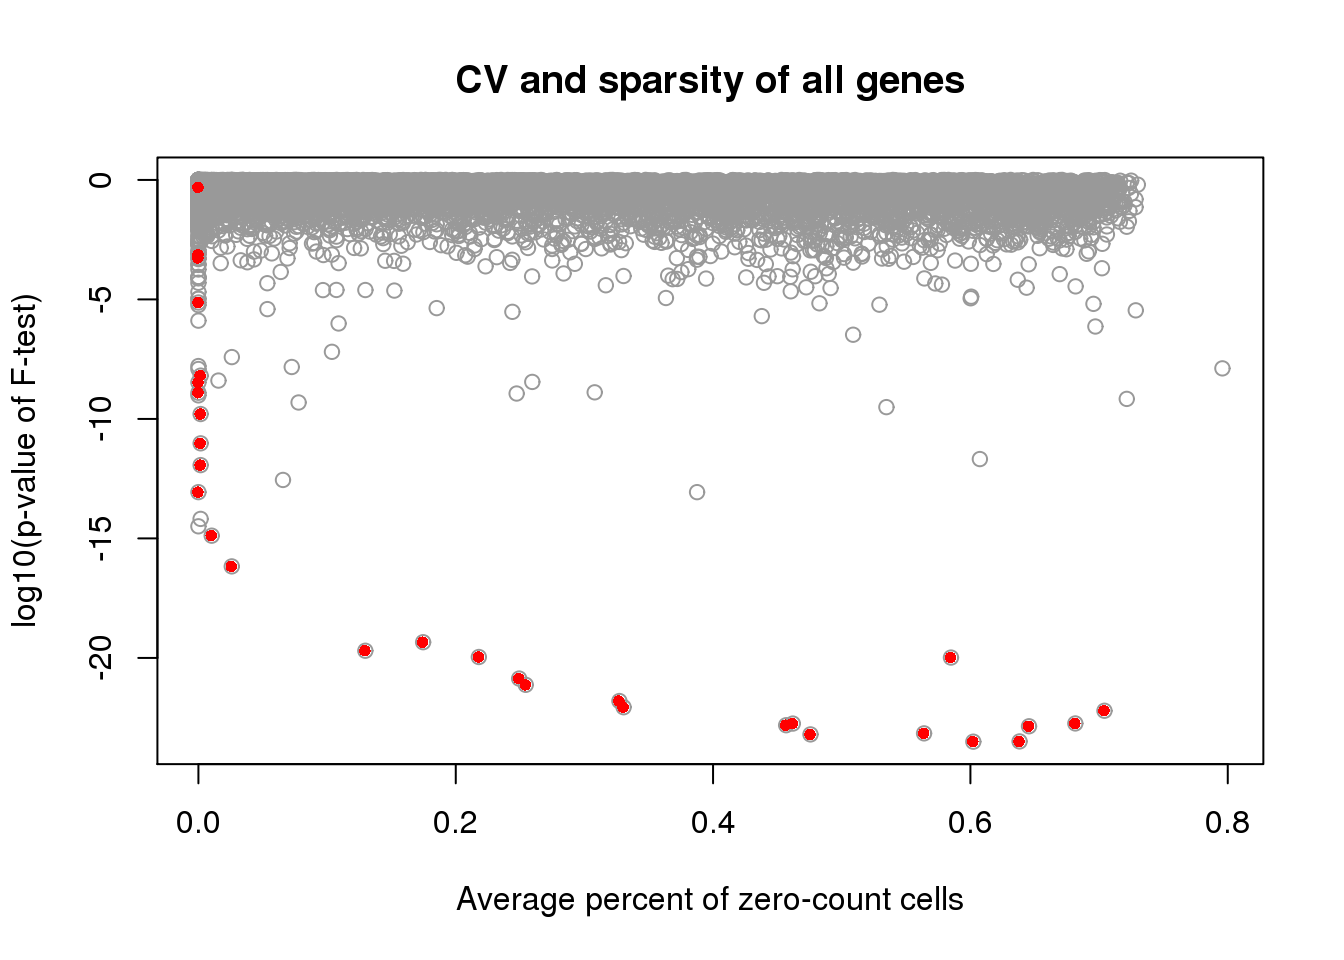 CV and sparsity of all genes
log10(p-value of F-test)
0
-5
-10
-15
-20
0.0 0.2 0.4 0.6 0.8
Average percent of zero-count cells